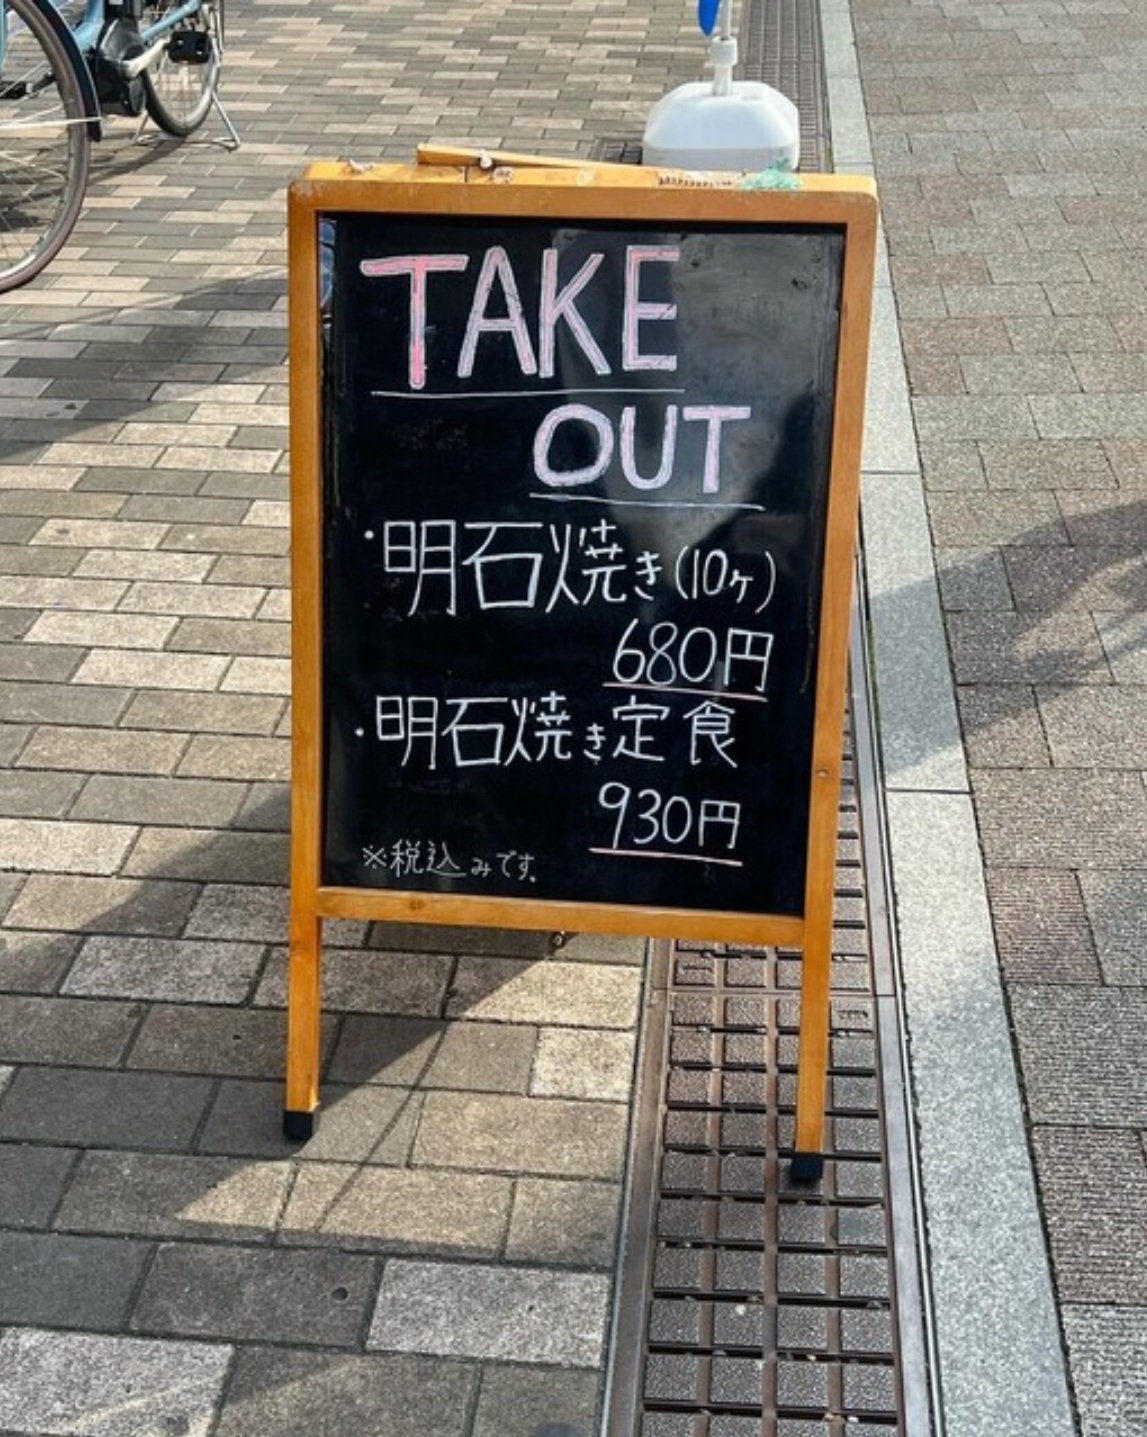 TAKE
OUT
・明石焼き(10ヶ)
680円
・明石焼き定食
930円
※税込みです。